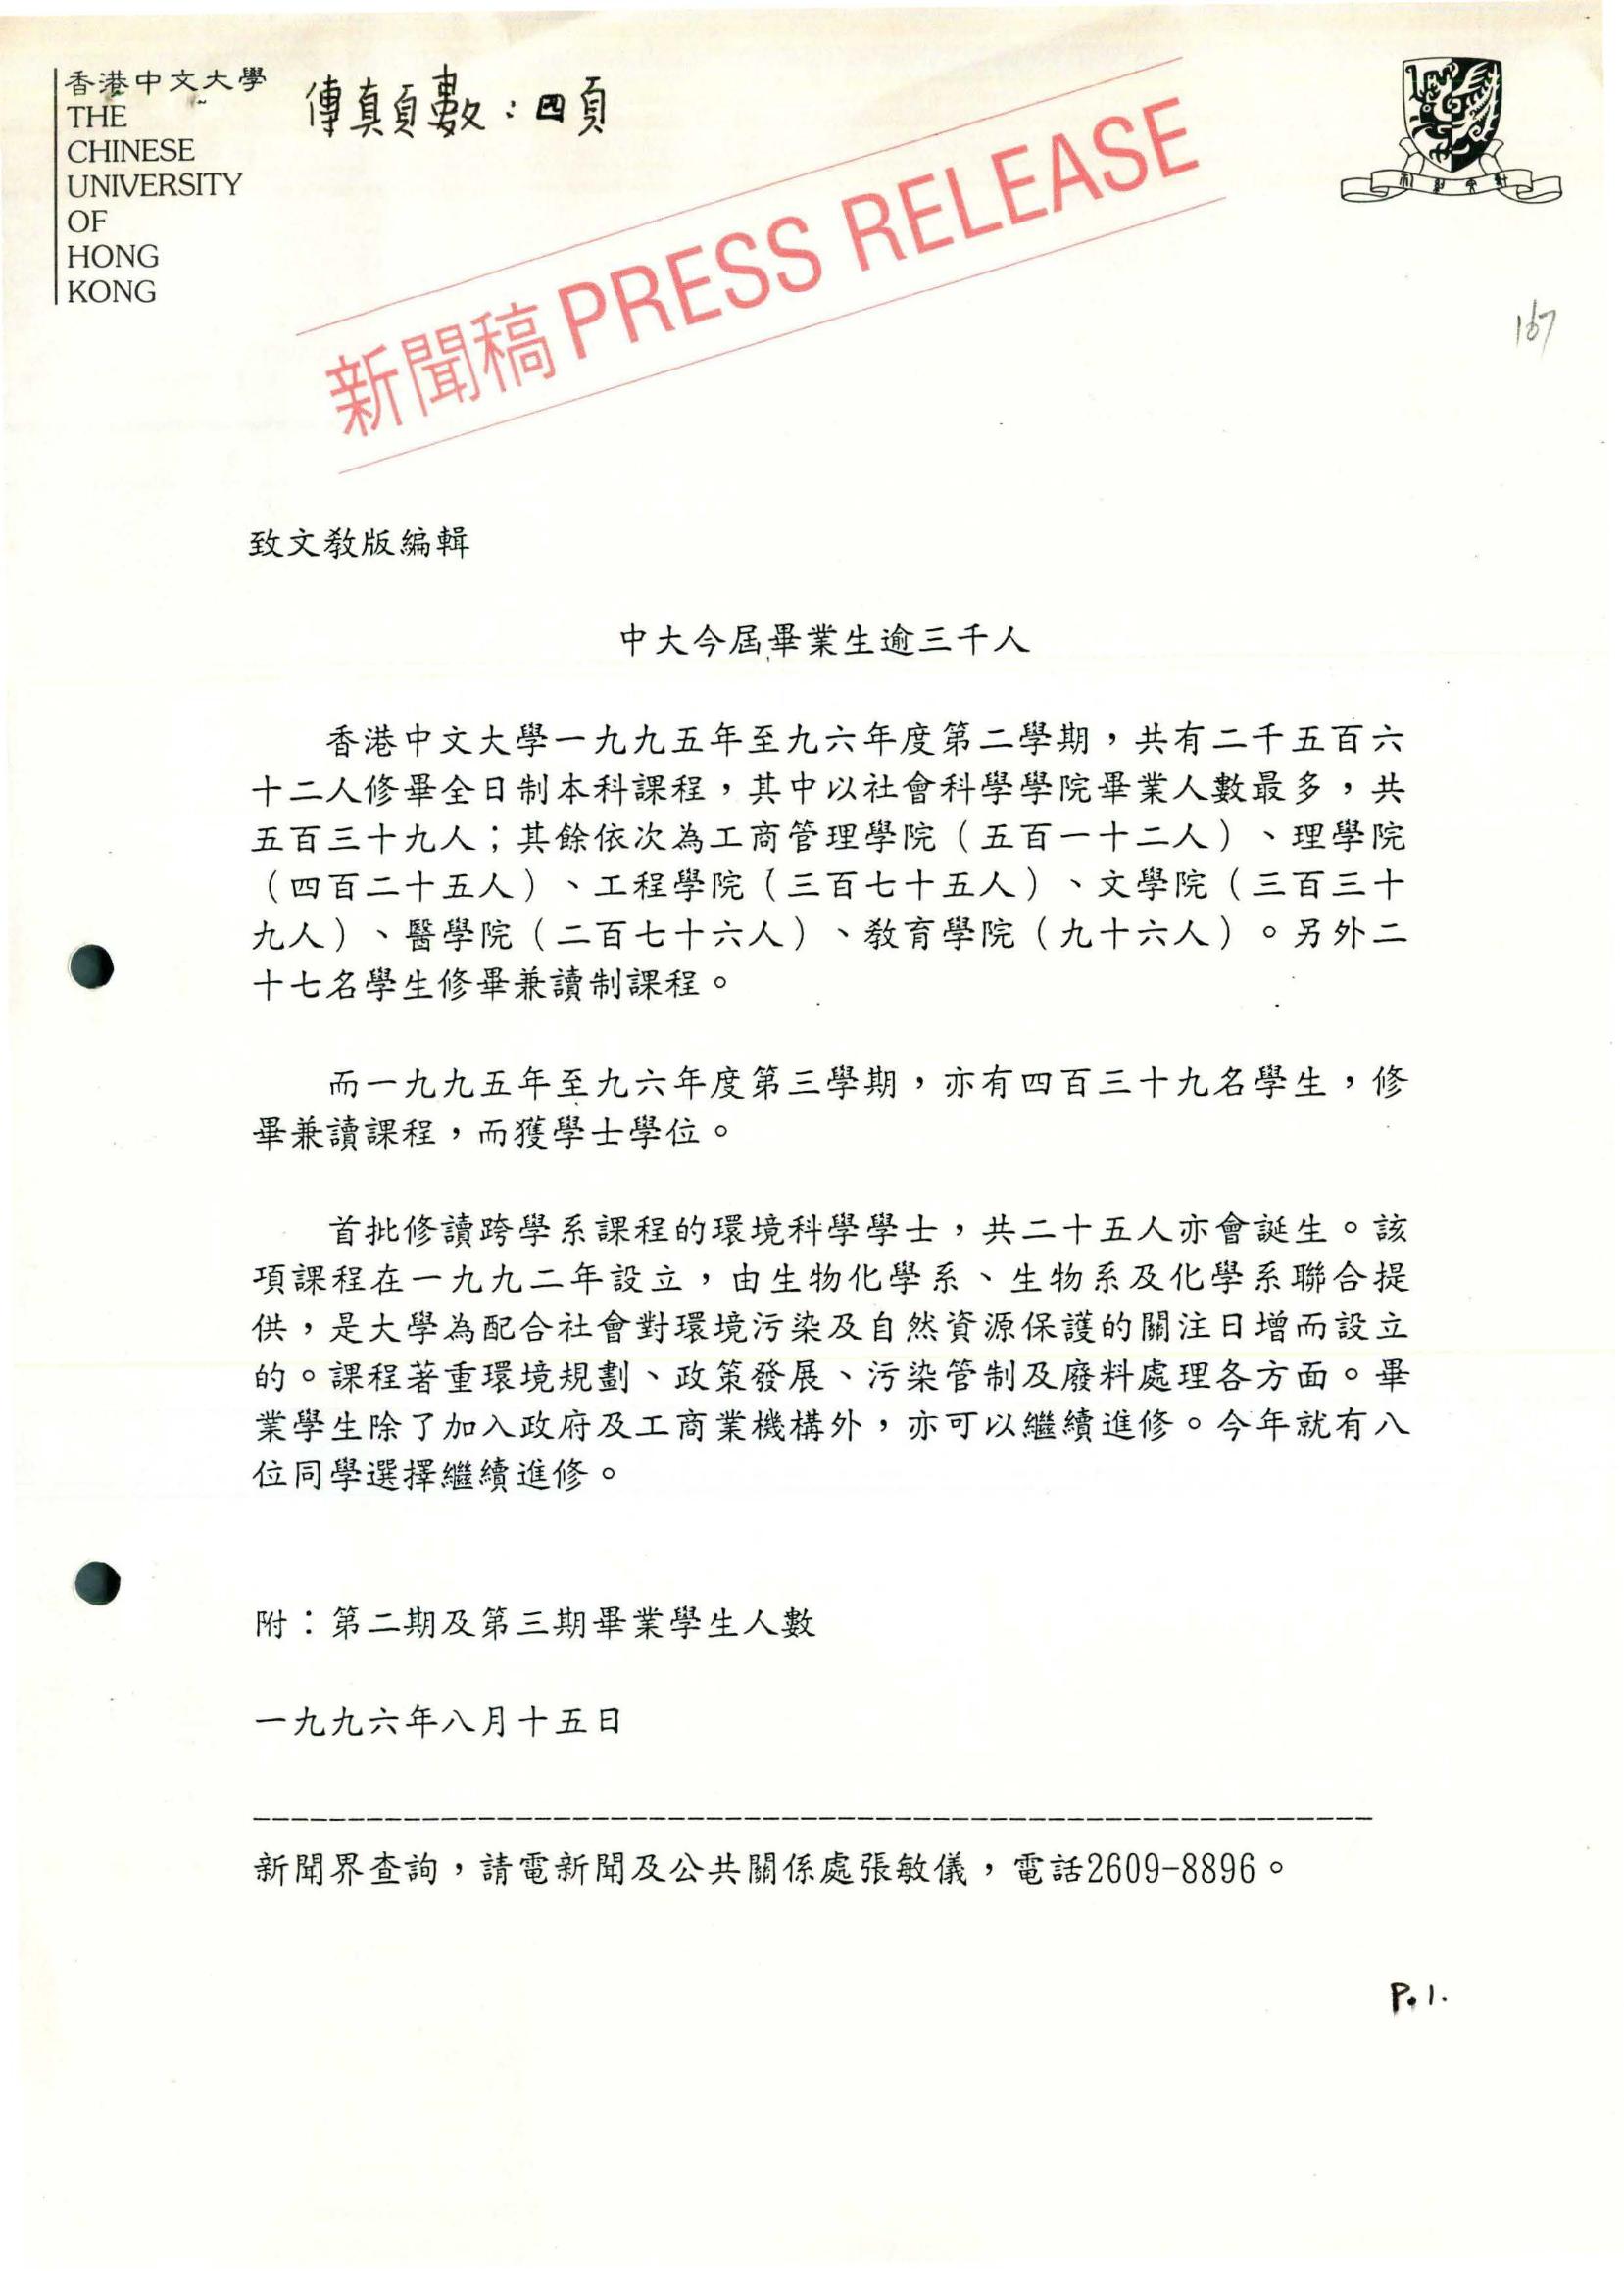 香港中文大學
THE
CHINESE
UNIVERSITY
OF
HONG
KONG
傳真頁數：四頁
新聞稿 PRESS RELEASE
167
致文教版編輯
中大今屆畢業生逾三千人
香港中文大學一九九五年至九六年度第二學期，共有二千五百六
十二人修畢全日制本科課程，其中以社會科學學院畢業人數最多，共
五百三十九人；其餘依次為工商管理學院（五百一十二人）、理學院
（四百二十五人）、工程學院（三百七十五人）、文學院（三百三十
九人）、醫學院（二百七十六人）、教育學院（九十六人）。另外二
十七名學生修畢兼讀制課程。
而一九九五年至九六年度第三學期，亦有四百三十九名學生，修
畢兼讀課程，而獲學士學位。
首批修讀跨學系課程的環境科學學士，共二十五人亦會誕生。該
項課程在一九九二年設立，由生物化學系、生物系及化學系聯合提
供，是大學為配合社會對環境污染及自然資源保護的關注日增而設立
的。課程著重環境規劃、政策發展、污染管制及廢料處理各方面。畢
業學生除了加入政府及工商業機構外，亦可以繼續進修。今年就有八
位同學選擇繼續進修。
附：第二期及第三期畢業學生人數
一九九六年八月十五日
新聞界查詢，請電新聞及公共關係處張敏儀，電話2609-8896。
P.1.